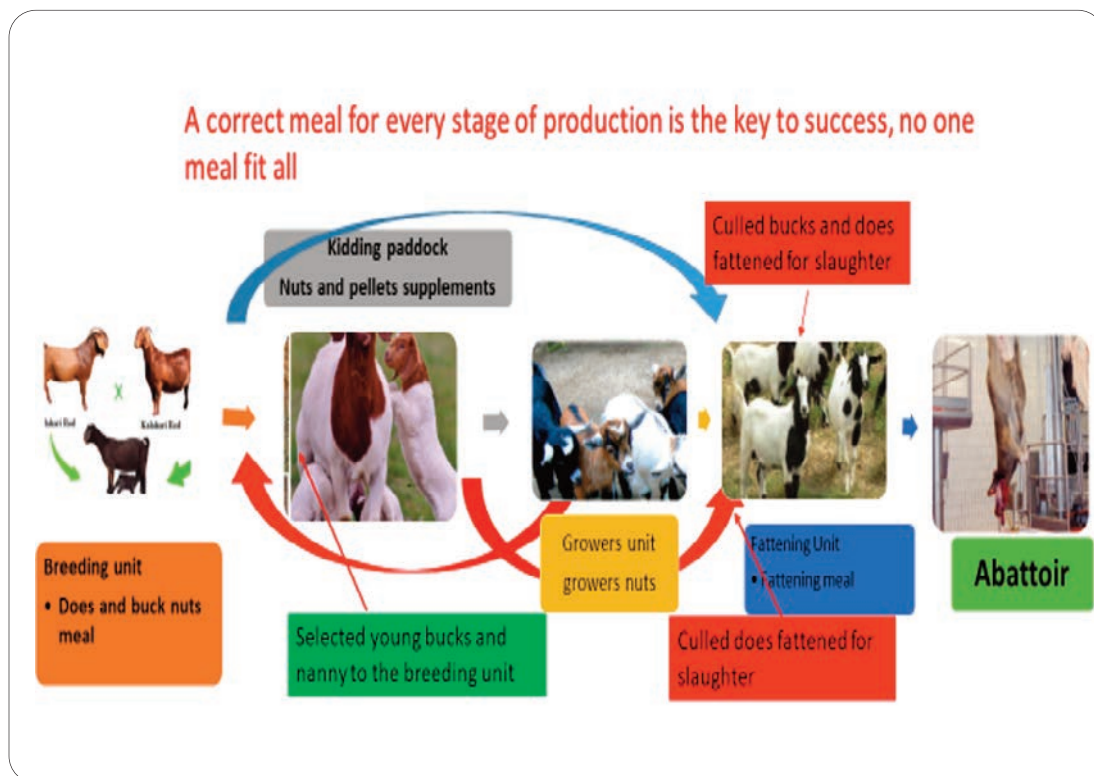 A correct meal for every stage of production is the key to success, no one
meal fit all
Kidding paddock
Nuts and pellets supplements
Culled bucks and does
fattened for slaughter
Kalahari Red
Breeding unit
• Does and buck nuts
meal
Selected young bucks and
nanny to the breeding unit
Growers unit
growers nuts
Fattening Unit
• Fattening meal
Culled does fattened for
slaughter
Abattoir